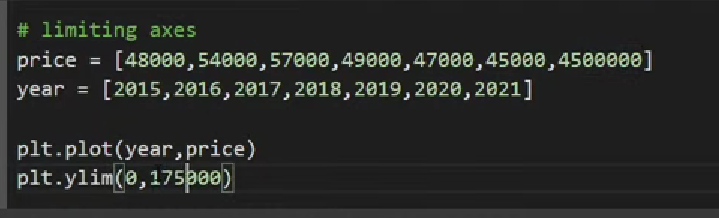 # limiting axes
price = [48000,54000,57000,49000,47000,45000,4500000]
year = [2015,2016,2017,2018,2019,2020,2021]
plt.plot(year,price)
plt.ylim(0,175000)